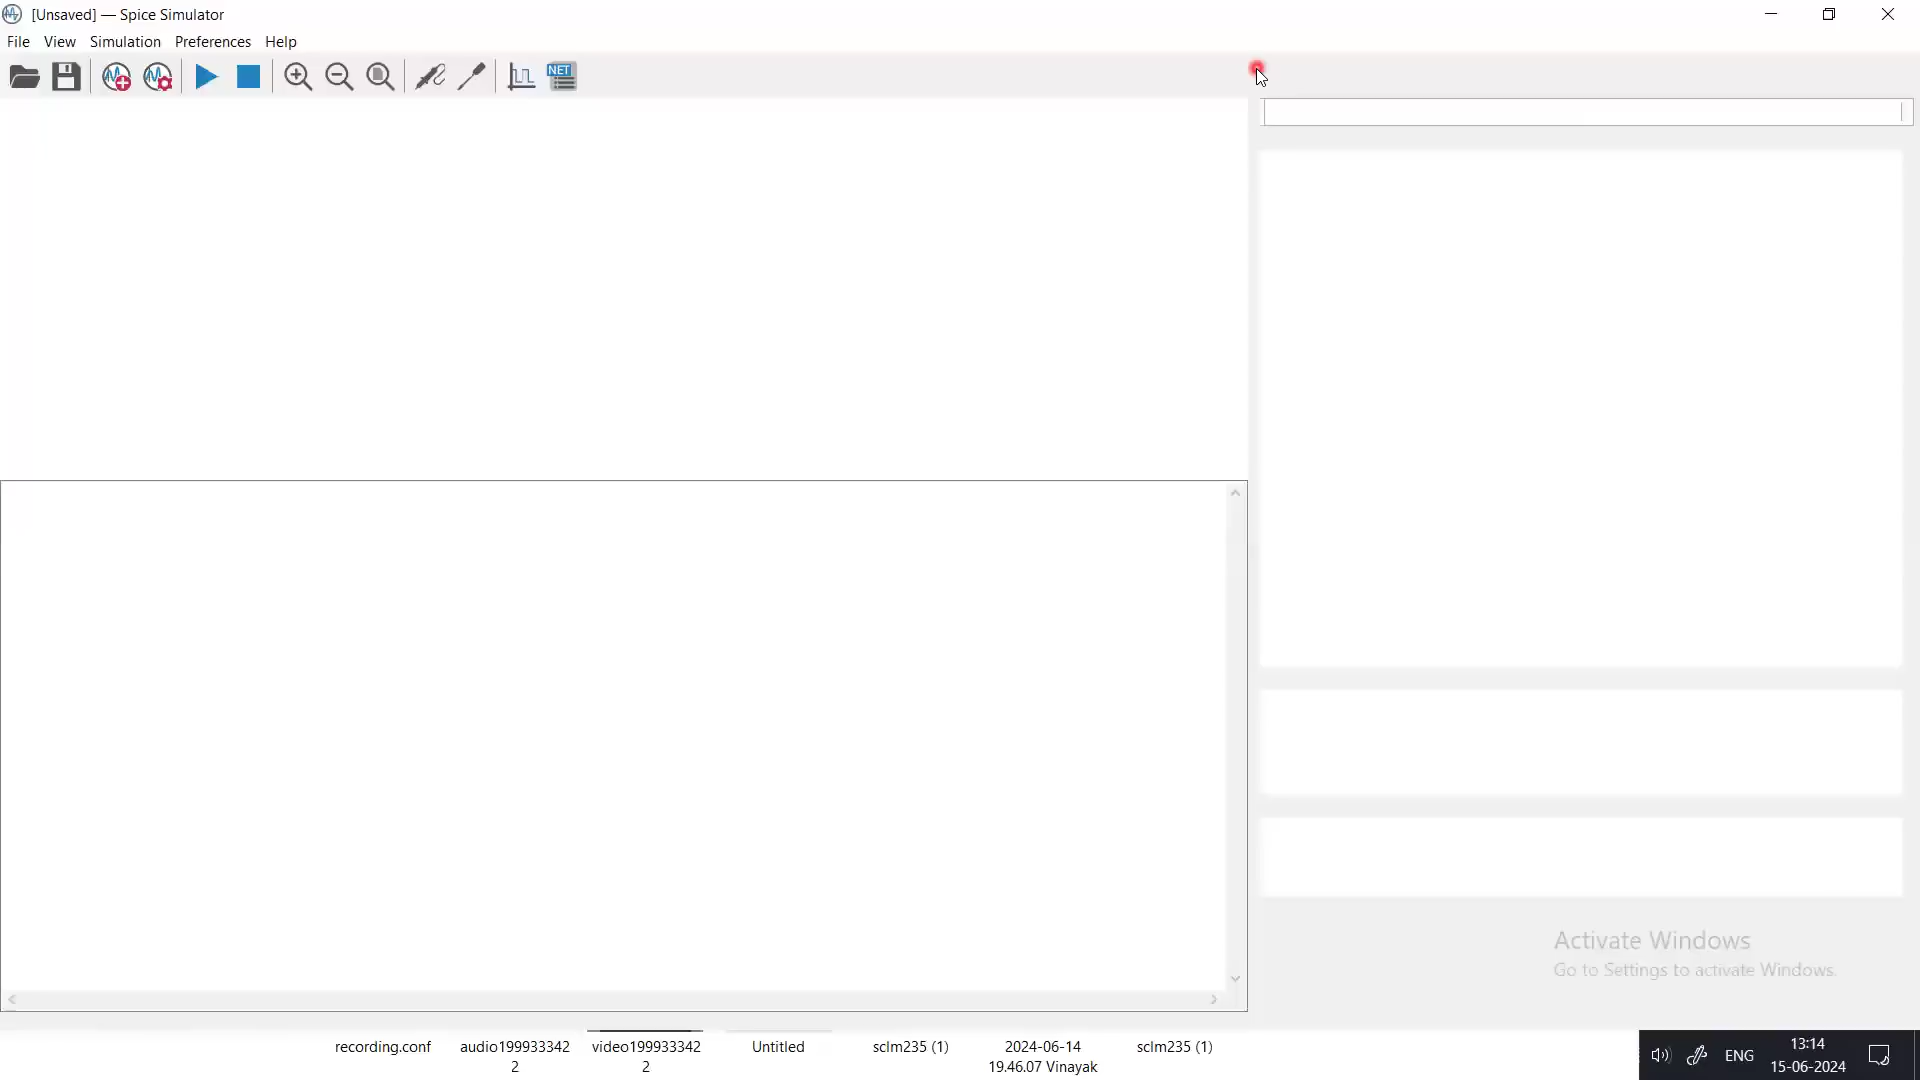 [Unsaved] — Spice Simulator
File View Simulation Preferences Help
NET
Activate Windows
Go to Settings to activate Windows.
recording.conf
audio199933342
2
video199933342
2
Untitled
sclm235 (1)
2024-06-14
19.46.07 Vinayak
sclm235 (1)
ENG
13:14
15-06-2024